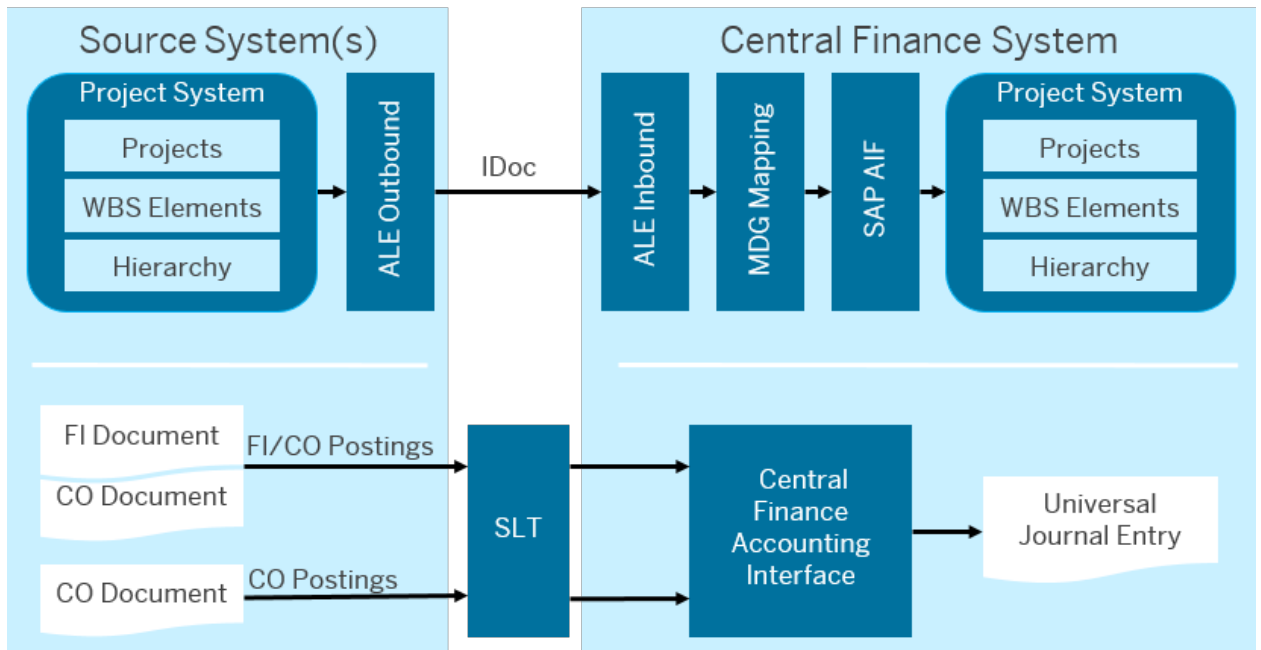 Source System(s)
Central Finance System
Project System
Projects
WBS Elements
Hierarchy
ALE Outbound
IDoc
ALE Inbound
MDG Mapping
SAP AIF
Project System
Projects
WBS Elements
Hierarchy
FI Document
CO Document
FI/CO Postings
CO Document
CO Postings
SLT
Central
Finance
Accounting
Interface
Universal
Journal Entry